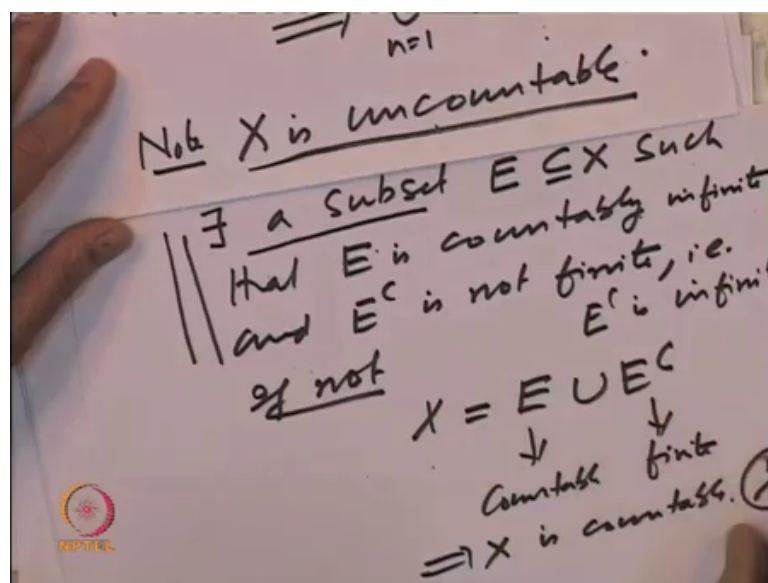 ⟹ ∪
n=1
Note X is uncountable.
∃ a subset E ⊆ X such
that E is countably infinite
and E^C is not finite, i.e.
E^C is infinit
If not
X = E ∪ E^C
↓ ↓
Countable finite
⟹ X is countable.
NPTEL